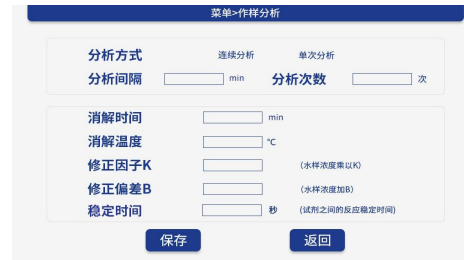 菜单>作样分析
分析方式 连续分析 单次分析
分析间隔 min 分析次数 次
消解时间 min
消解温度 ℃
修正因子K (水样浓度乘以K)
修正偏差B (水样浓度加B)
稳定时间 秒 (试剂之间的反应稳定时间)
保存 返回